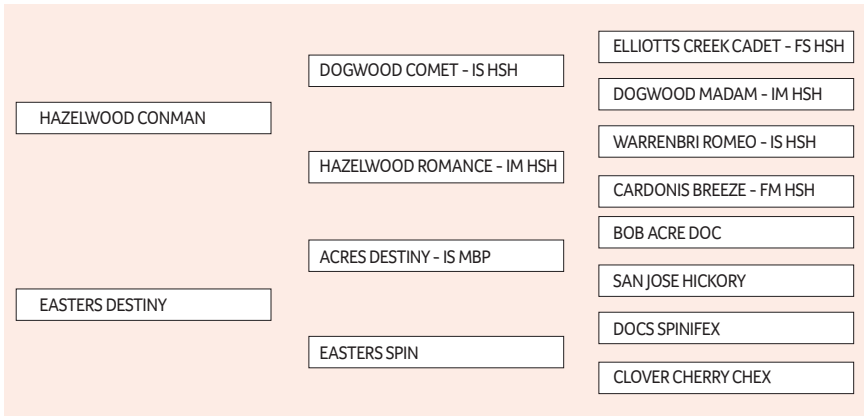 HAZELWOOD CONMAN
EASTERS DESTINY
DOGWOOD COMET - IS HSH
HAZELWOOD ROMANCE - IM HSH
ACRES DESTINY - IS MBP
EASTERS SPIN
ELLIOTTS CREEK CADET - FS HSH
DOGWOOD MADAM - IM HSH
WARRENBRI ROMEO - IS HSH
CARDONIS BREEZE - FM HSH
BOB ACRE DOC
SAN JOSE HICKORY
DOCS SPINIFEX
CLOVER CHERRY CHEX